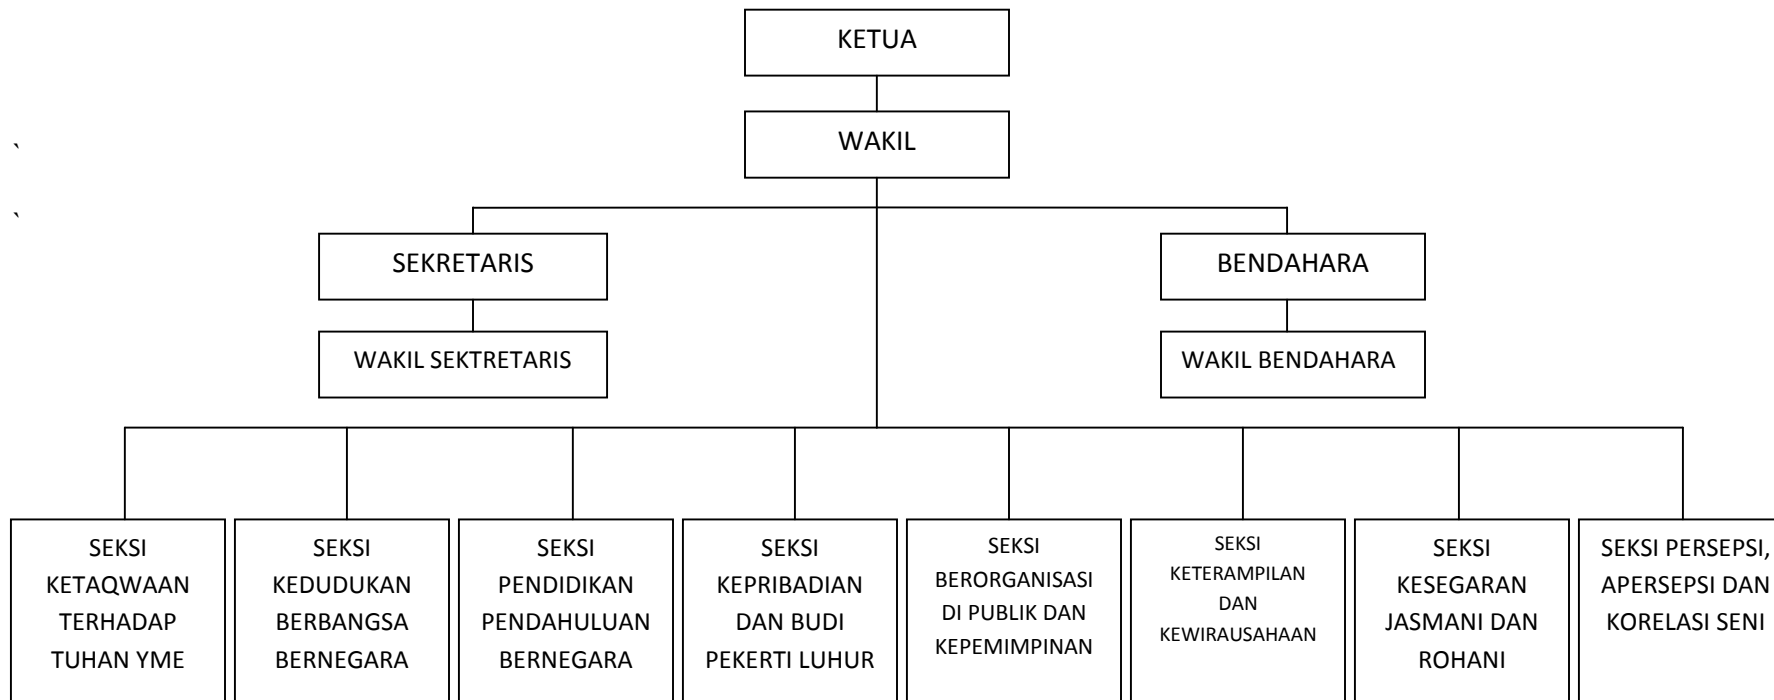 KETUA
WAKIL
`
`
SEKRETARIS
BENDAHARA
WAKIL SEKTRETARIS
WAKIL BENDAHARA
SEKSI
KETAQWAAN
TERHADAP
TUHAN YME
SEKSI
KEDUDUKAN
BERBANGSA
BERNEGARA
SEKSI
PENDIDIKAN
PENDAHULUAN
BERNEGARA
SEKSI
KEPRIBADIAN
DAN BUDI
PEKERTI LUHUR
SEKSI
BERORGANISASI
DI PUBLIK DAN
KEPEMIMPINAN
SEKSI
KETERAMPILAN
DAN
KEWIRAUSAHAAN
SEKSI
KESEGARAN
JASMANI DAN
ROHANI
SEKSI PERSEPSI,
APERSEPSI DAN
KORELASI SENI